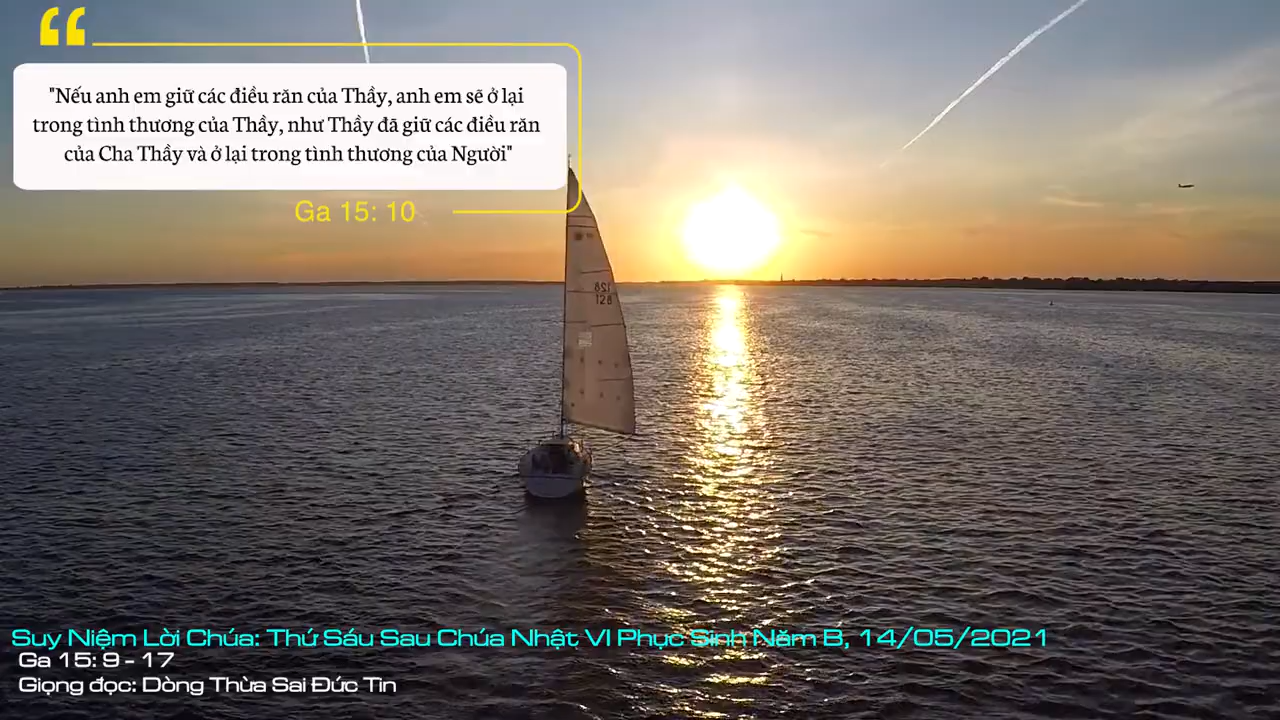 "Nếu anh em giữ các điều răn của Thầy, anh em sẽ ở lại
trong tình thương của Thầy, như Thầy đã giữ các điều răn
của Cha Thầy và ở lại trong tình thương của Người"
Ga 15: 10
128
128
Suy Niệm Lời Chúa: Thứ Sáu Sau Chúa Nhật VI Phục Sinh Năm B, 14/05/2021
Ga 15: 9 - 17
Giọng đọc: Dòng Thừa Sai Đức Tin